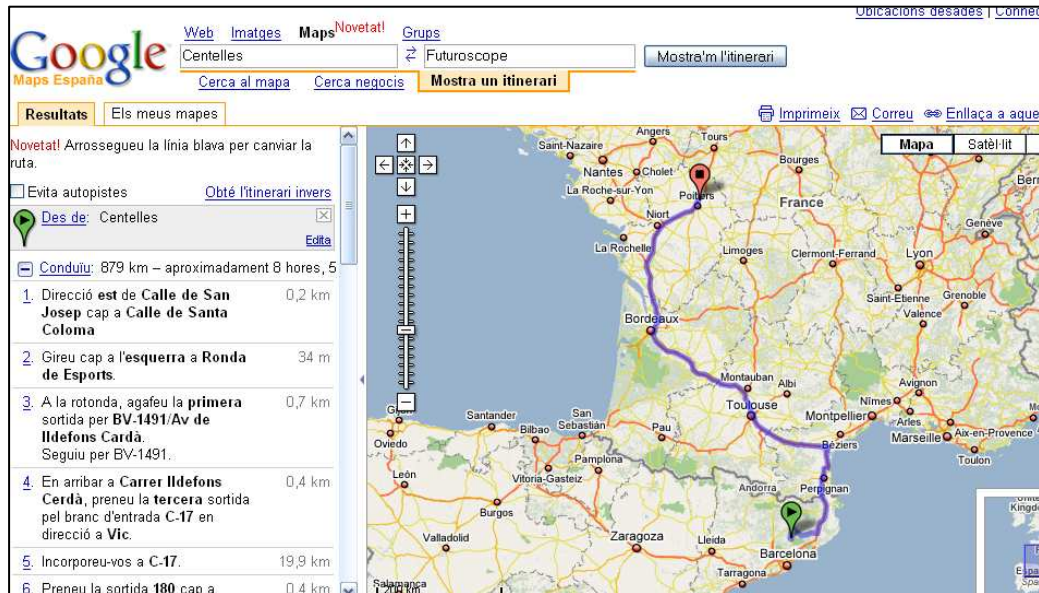 Ubicacions desades | Connec
Web Imatges Maps Novetat! Grups
Google
Maps España
Centelles
Futuroscope
Mostra'm l'itinerari
Cerca al mapa Cerca negocis Mostra un itinerari
Resultats Els meus mapes
Imprimeix Correu Enllaça a aque
Novetat! Arrossegueu la línia blava per canviar la
ruta.
Evita autopistes Obté l'itinerari invers
Des de: Centelles
Edita
Conduïu: 879 km – aproximadament 8 hores, 5
1. Direcció est de Calle de San 0,2 km
Josep cap a Calle de Santa
Coloma
2. Gireu cap a l'esquerra a Ronda 34 m
de Esports.
3. A la rotonda, agafeu la primera 0,7 km
sortida per BV-1491/Av de
Ildefons Cardà.
Seguiu per BV-1491.
4. En arribar a Carrer Ildefons 0,4 km
Cerdà, preneu la tercera sortida
pel branc d'entrada C-17 en
direcció a Vic.
5. Incorporeu-vos a C-17. 19,9 km
6. Preneu la sortida 180 cap a 0,4 km
Mapa Satèl·lit
Angers
Tours
Saint-Nazaire
Nantes
Cholet
Bourges
La Roche-sur-Yon
Poitiers
France
Niort
Genève
La Rochelle
Limoges
Clermont-Ferrand
Lyon
Saint-Etienne
Grenoble
Valence
Bordeaux
Montauban
Albi
Avignon
Nîmes
Toulouse
Montpellier
Arles
Aix-en-Provence
Marseille
Toulon
Béziers
Gijón
Santander
San
Sebastián
Bilbao
Oviedo
Pau
Pamplona
Vitoria-Gasteiz
León
Andorra
Perpignan
Burgos
Valladolid
Zaragoza
Lleida
Barcelona
Tarragona
Salamanca
200 km